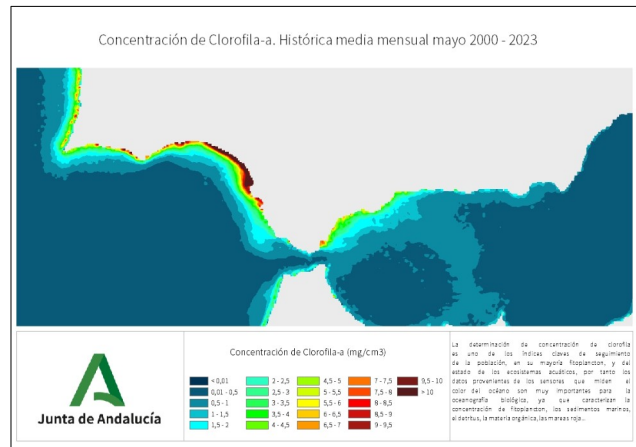 Concentración de Clorofila-a. Histórica media mensual mayo 2000 - 2023
Junta de Andalucía
Concentración de Clorofila-a (mg/cm3)
< 0,01
0,01 - 0,5
0,5 - 1
1 - 1,5
1,5 - 2
2 - 2,5
2,5 - 3
3 - 3,5
3,5 - 4
4 - 4,5
4,5 - 5
5 - 5,5
5,5 - 6
6 - 6,5
6,5 - 7
7 - 7,5
7,5 - 8
8 - 8,5
8,5 - 9
9 - 9,5
9,5 - 10
> 10
La determinación de concentración de clorofila
es uno de los índices claves de seguimiento
de la población, en su mayoría fitoplancton, y del
estado de los ecosistemas acuáticos, por tanto los
datos provenientes de los sensores que miden el
color del océano son muy importantes para la
oceanografía biológica, ya que caracterizan la
concentración de fitoplancton, los sedimentos marinos,
el detritus, la materia orgánica, las mareas rojas...